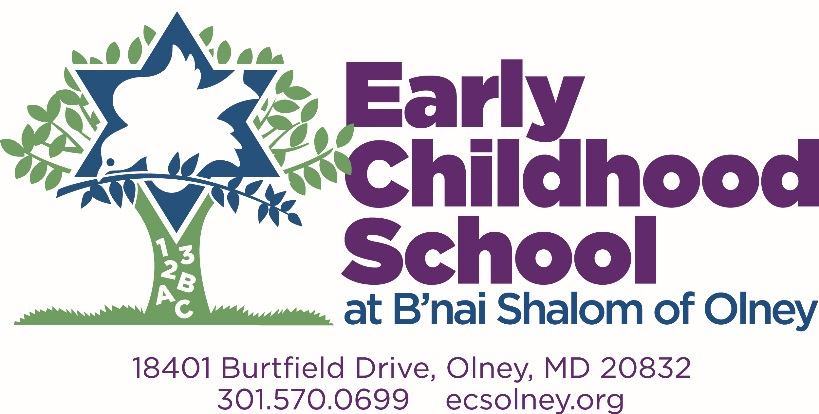 Early
Childhood
School
at B'nai Shalom of Olney
1 3
2 B
A C
18401 Burtfield Drive, Olney, MD 20832
301.570.0699 ecsolney.org